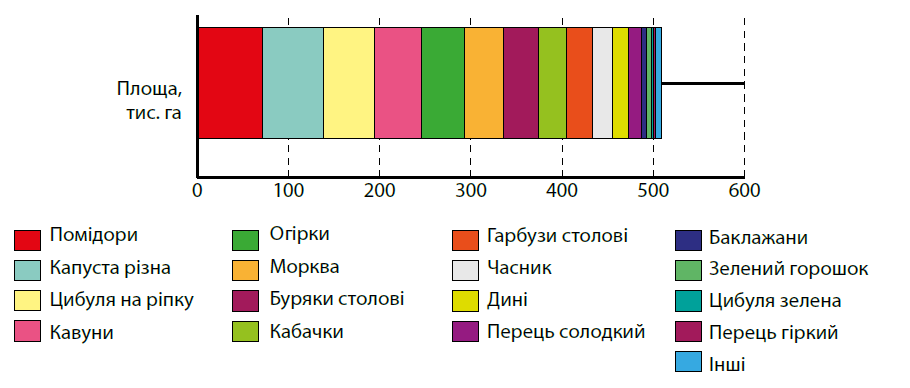 Площа,
тис. га
0 100 200 300 400 500 600
Помідори
Капуста різна
Цибуля на ріпку
Кавуни
Огірки
Морква
Буряки столові
Кабачки
Гарбузи столові
Часник
Дині
Перець солодкий
Баклажани
Зелений горошок
Цибуля зелена
Перець гіркий
Інші